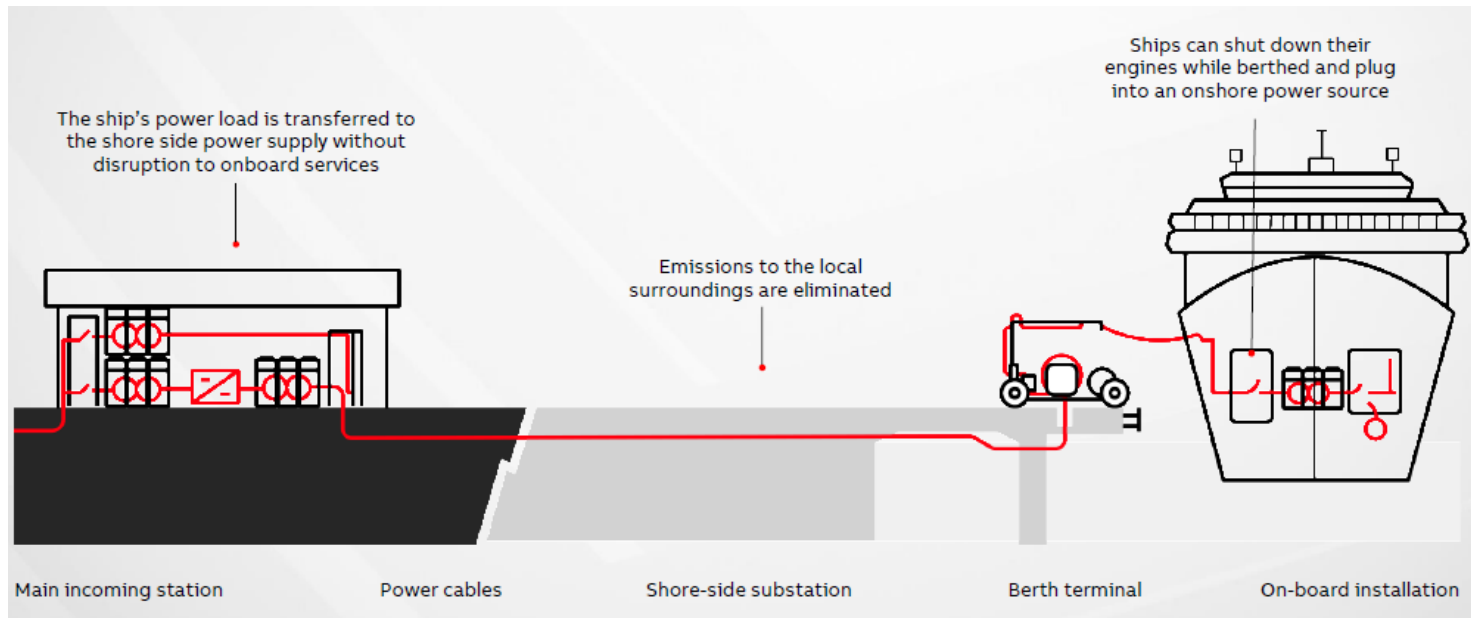 Ships can shut down their
engines while berthed and plug
into an onshore power source
The ship's power load is transferred to
the shore side power supply without
disruption to onboard services
Emissions to the local
surroundings are eliminated
Main incoming station
Power cables
Shore-side substation
Berth terminal
On-board installation